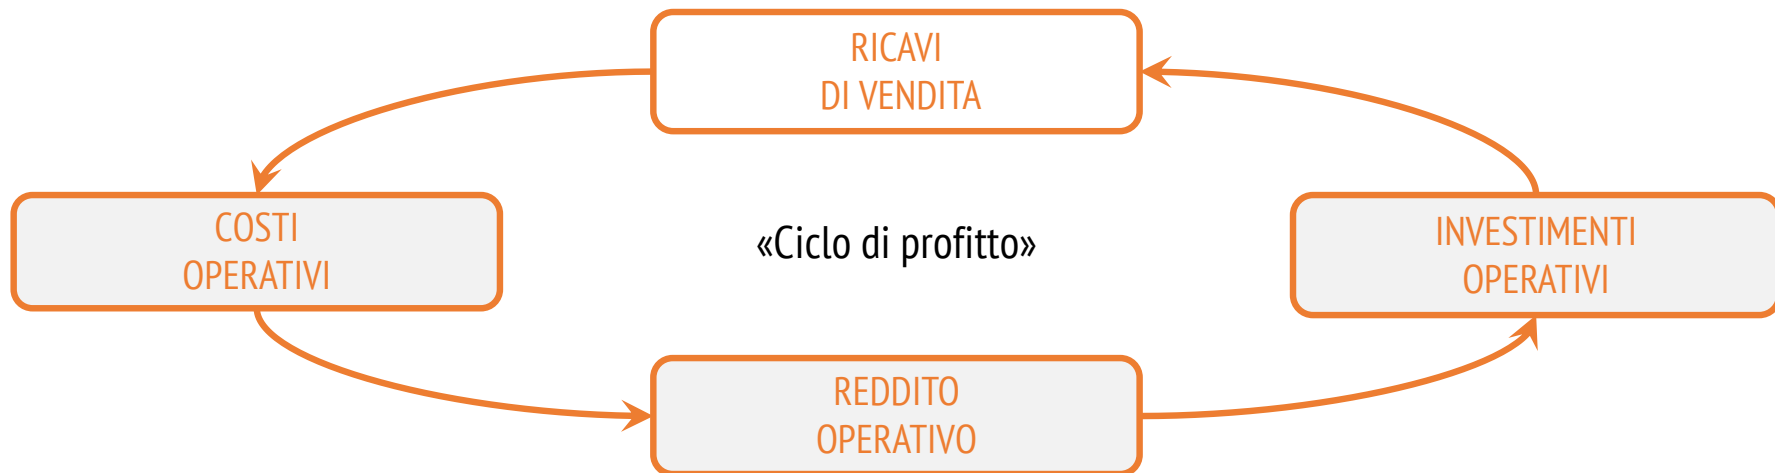 RICAVI
DI VENDITA
COSTI
OPERATIVI
«Ciclo di profitto»
INVESTIMENTI
OPERATIVI
REDDITO
OPERATIVO